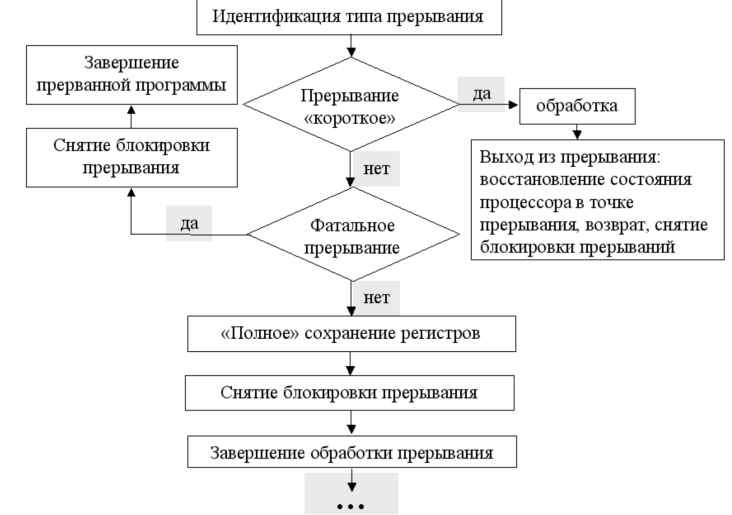 Идентификация типа прерывания
Завершение
прерванной программы
Прерывание
«короткое»
да
обработка
Снятие блокировки
прерывания
нет
Выход из прерывания:
восстановление состояния
процессора в точке
прерывания, возврат, снятие
блокировки прерываний
да
Фатальное
прерывание
нет
«Полное» сохранение регистров
Снятие блокировки прерывания
Завершение обработки прерывания
...